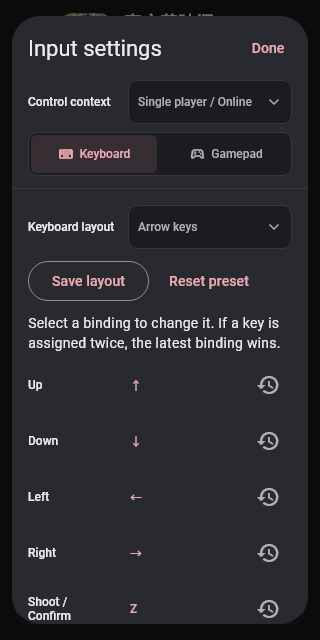 Input settings
Done
Control context
Single player / Online
Keyboard
Gamepad
Keyboard layout
Arrow keys
Save layout
Reset preset
Select a binding to change it. If a key is
assigned twice, the latest binding wins.
Up
↑
Down
↓
Left
←
Right
→
Shoot /
Confirm
Z